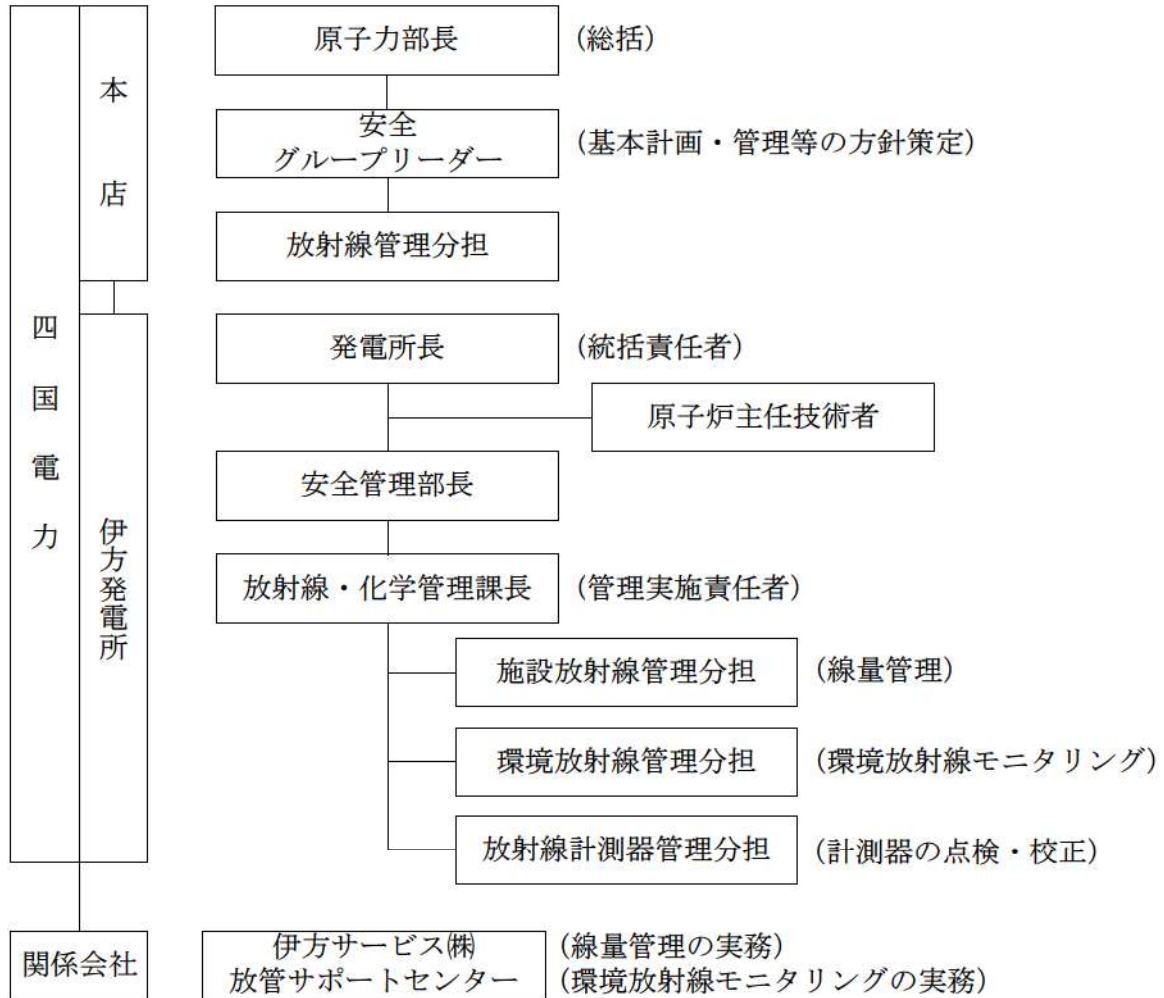 原子力部長
(総括)
本店
安全
グループリーダー
(基本計画・管理等の方針策定)
放射線管理分担
四国電力
発電所長
(統括責任者)
原子炉主任技術者
安全管理部長
伊方発電所
放射線・化学管理課長
(管理実施責任者)
施設放射線管理分担
(線量管理)
環境放射線管理分担
(環境放射線モニタリング)
放射線計測器管理分担
(計測器の点検・校正)
関係会社
伊方サービス㈱
放管サポートセンター
(線量管理の実務)
(環境放射線モニタリングの実務)